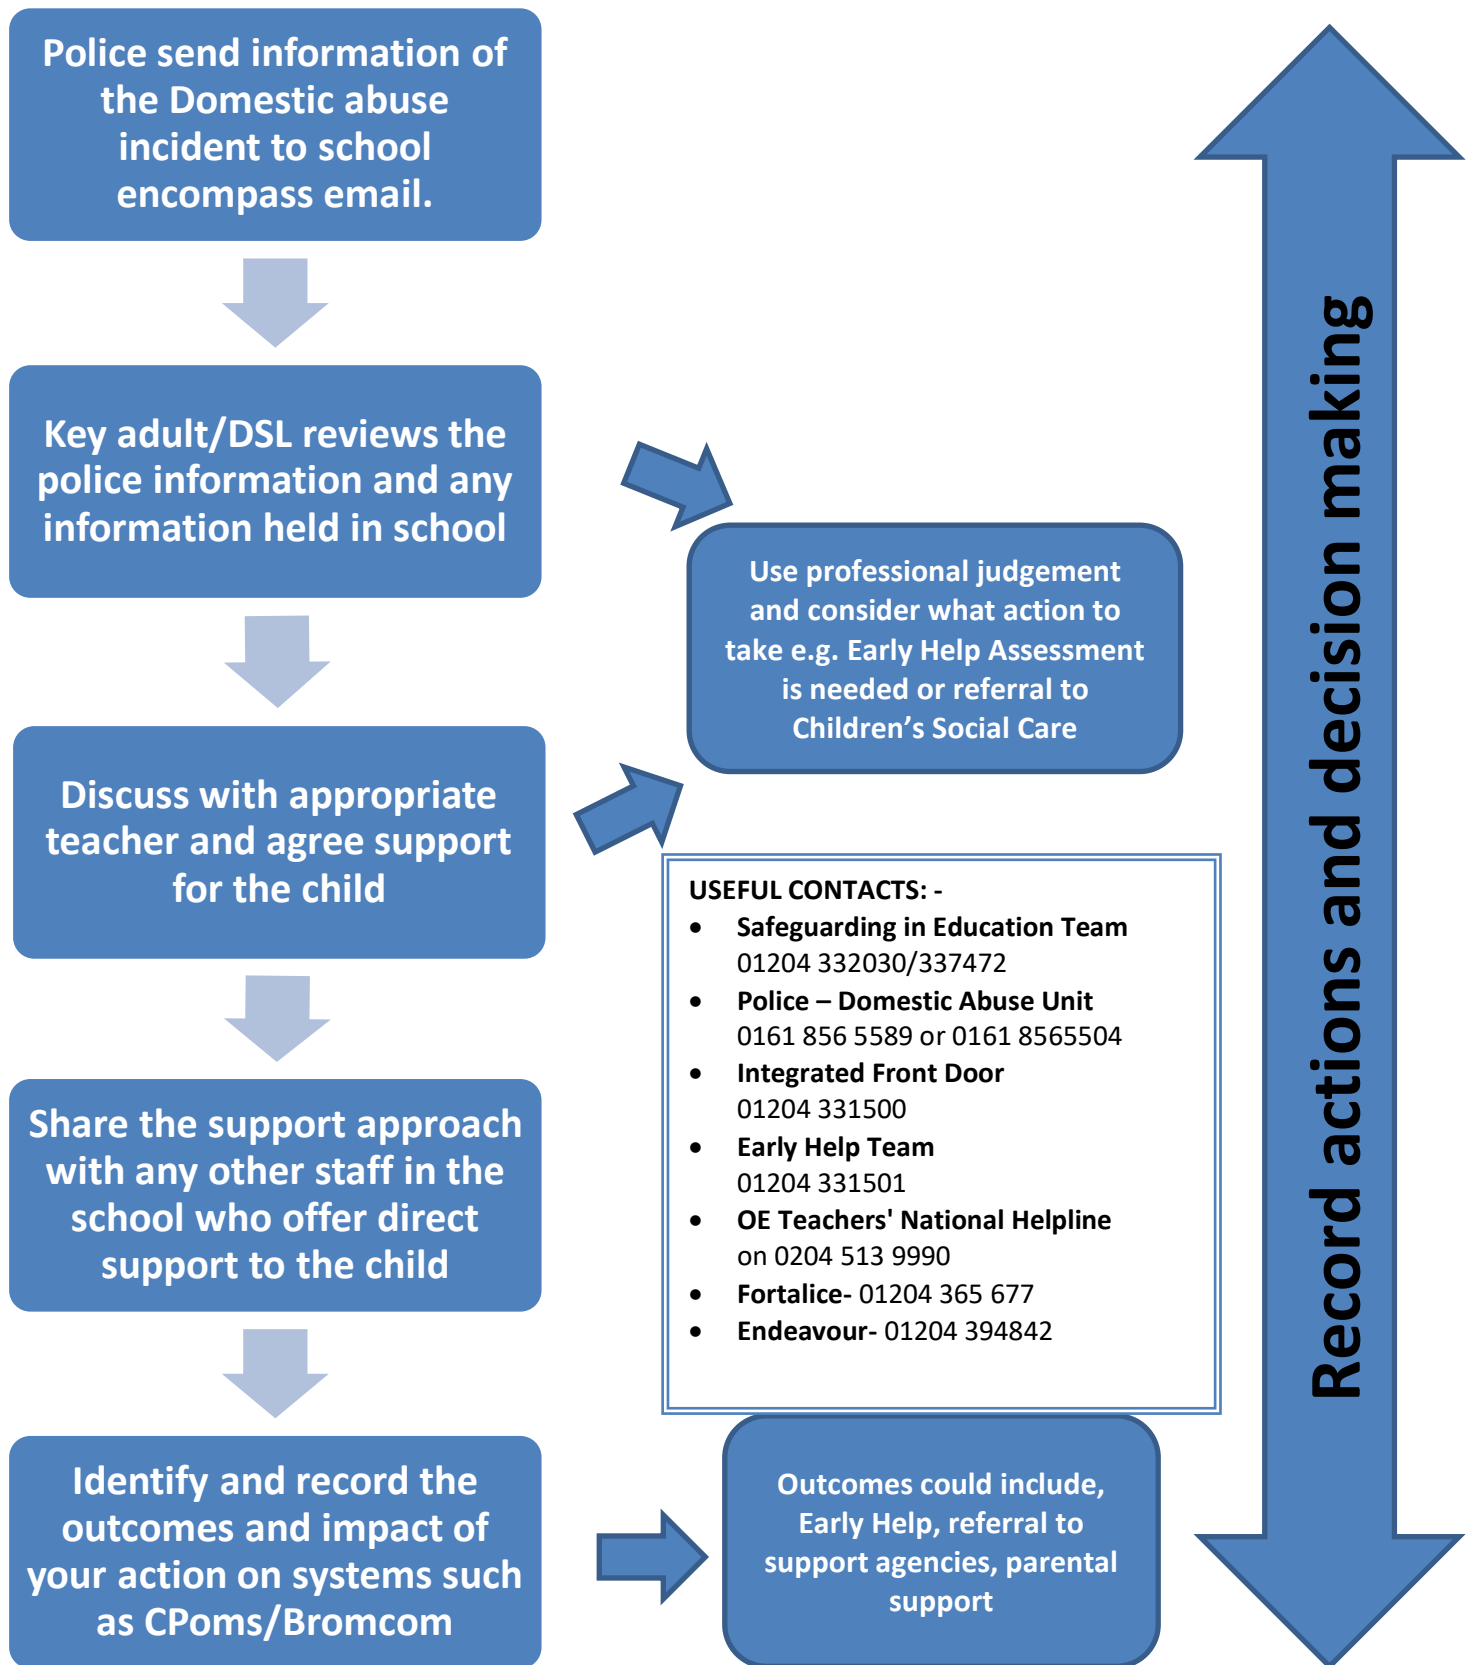 Police send information of
the Domestic abuse
incident to school
encompass email.
Key adult/DSL reviews the
police information and any
information held in school
Use professional judgement
and consider what action to
take e.g. Early Help Assessment
is needed or referral to
Children’s Social Care
Discuss with appropriate
teacher and agree support
for the child
USEFUL CONTACTS: -
• Safeguarding in Education Team
01204 332030/337472
• Police – Domestic Abuse Unit
0161 856 5589 or 0161 8565504
• Integrated Front Door
01204 331500
• Early Help Team
01204 331501
• OE Teachers' National Helpline
on 0204 513 9990
• Fortalice- 01204 365 677
• Endeavour- 01204 394842
Share the support approach
with any other staff in the
school who offer direct
support to the child
Identify and record the
outcomes and impact of
your action on systems such
as CPoms/Bromcom
Outcomes could include,
Early Help, referral to
support agencies, parental
support
Record actions and decision making